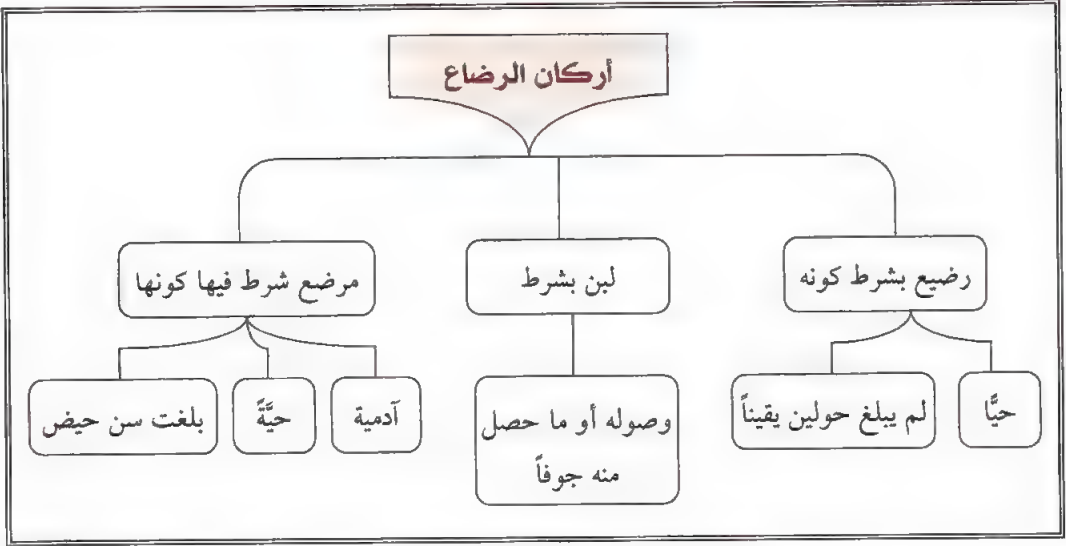 أركان الرضاع
رضيع بشرط كونه
لبن بشرط
مرضع شرط فيها كونها
حيًّا
لم يبلغ حولين يقيناً
وصوله أو ما حصل
منه جوفاً
آدمية
حيَّةً
بلغت سن حيض